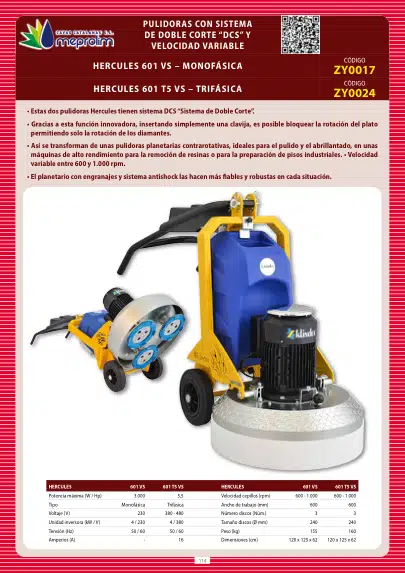 CAYRE CATALANAS S.L.
meprolim
PULIDORAS CON SISTEMA
DE DOBLE CORTE “DCS” Y
VELOCIDAD VARIABLE
HERCULES 601 VS – MONOFÁSICA
CÓDIGO
ZY0017
HERCULES 601 TS VS – TRIFÁSICA
CÓDIGO
ZY0024
• Estas dos pulidoras Hercules tienen sistema DCS “Sistema de Doble Corte”.
• Gracias a esta función innovadora, insertando simplemente una clavija, es posible bloquear la rotación del plato
permitiendo solo la rotación de los diamantes.
• Así se transforman de unas pulidoras planetarias contrarotativas, ideales para el pulido y el abrillantado, en unas
máquinas de alto rendimiento para la remoción de resinas o para la preparación de pisos industriales. • Velocidad
variable entre 600 y 1.000 rpm.
• El planetario con engranajes y sistema antishock las hacen más fiables y robustas en cada situación.
klindex
HERCULES 601 VS 601 TS VS
Potencia máxima (W / Hp) 3.000 5,5
Tipo Monofásica Trifásica
Voltaje (V) 230 380 - 400
Unidad inversora (kW / V) 4 / 230 4 / 380
Tensión (Hz) 50 / 60 50 / 60
Amperios (A) - 16
HERCULES 601 VS 601 TS VS
Velocidad cepillos (rpm) 600 - 1.000 600 - 1.000
Ancho de trabajo (mm) 600 600
Número discos (Núm) 3 3
Tamaño discos (Ø mm) 240 240
Peso (kg) 155 160
Dimensiones (cm) 120 x 125 x 62 120 x 125 x 62